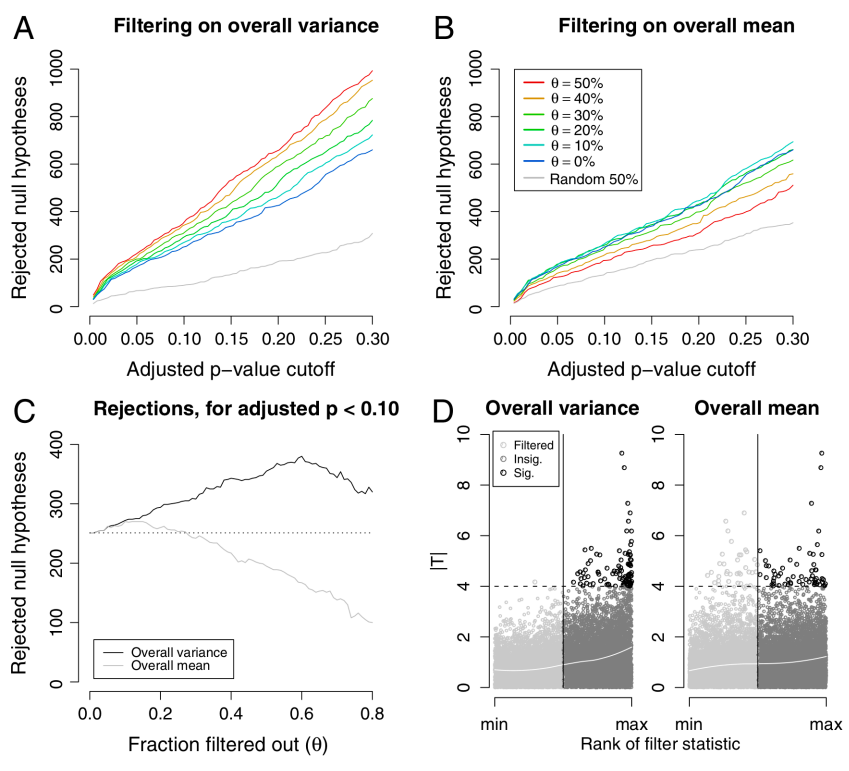 A
Filtering on overall variance
Rejected null hypotheses
0 200 400 600 800 1000
0.00 0.05 0.10 0.15 0.20 0.25 0.30
Adjusted p−value cutoff
B
Filtering on overall mean
Rejected null hypotheses
0 200 400 600 800 1000
θ = 50%
θ = 40%
θ = 30%
θ = 20%
θ = 10%
θ = 0%
Random 50%
0.00 0.05 0.10 0.15 0.20 0.25 0.30
Adjusted p−value cutoff
C
Rejections, for adjusted p < 0.10
Rejected null hypotheses
0 100 200 300 400
Overall variance
Overall mean
0.0 0.2 0.4 0.6 0.8
Fraction filtered out (θ)
D
Overall variance
|T|
0 2 4 6 8 10
Filtered
Insig.
Sig.
min max
Overall mean
0 2 4 6 8 10
min max
Rank of filter statistic